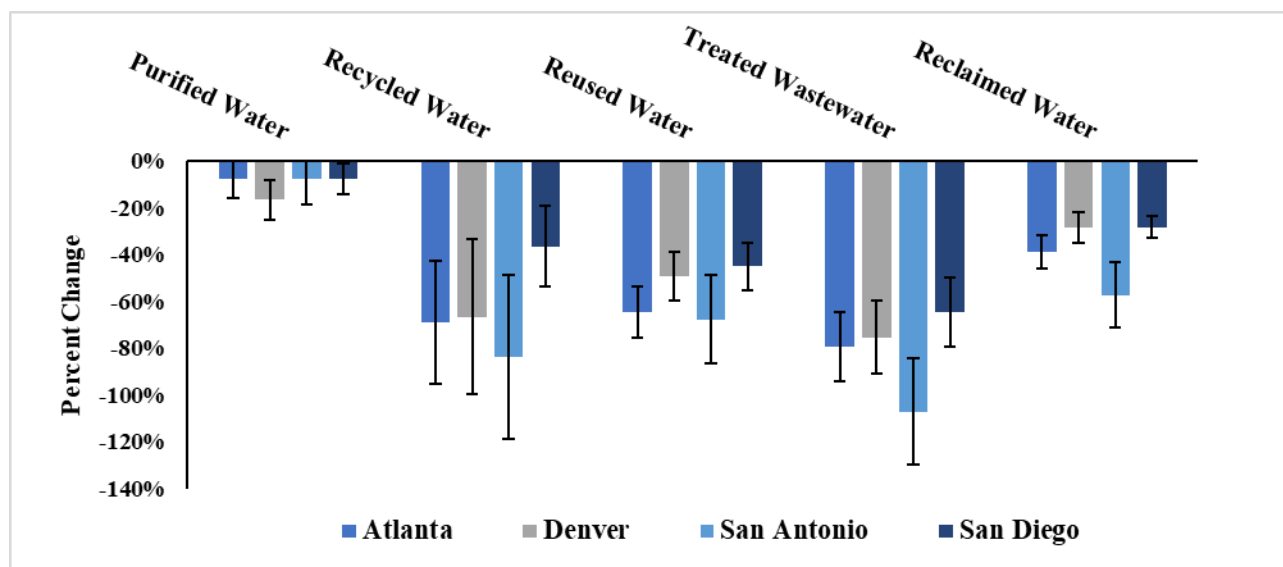 Purified Water
Recycled Water
Reused Water
Treated Wastewater
Reclaimed Water
Percent Change
0%
-20%
-40%
-60%
-80%
-100%
-120%
-140%
Atlanta
Denver
San Antonio
San Diego